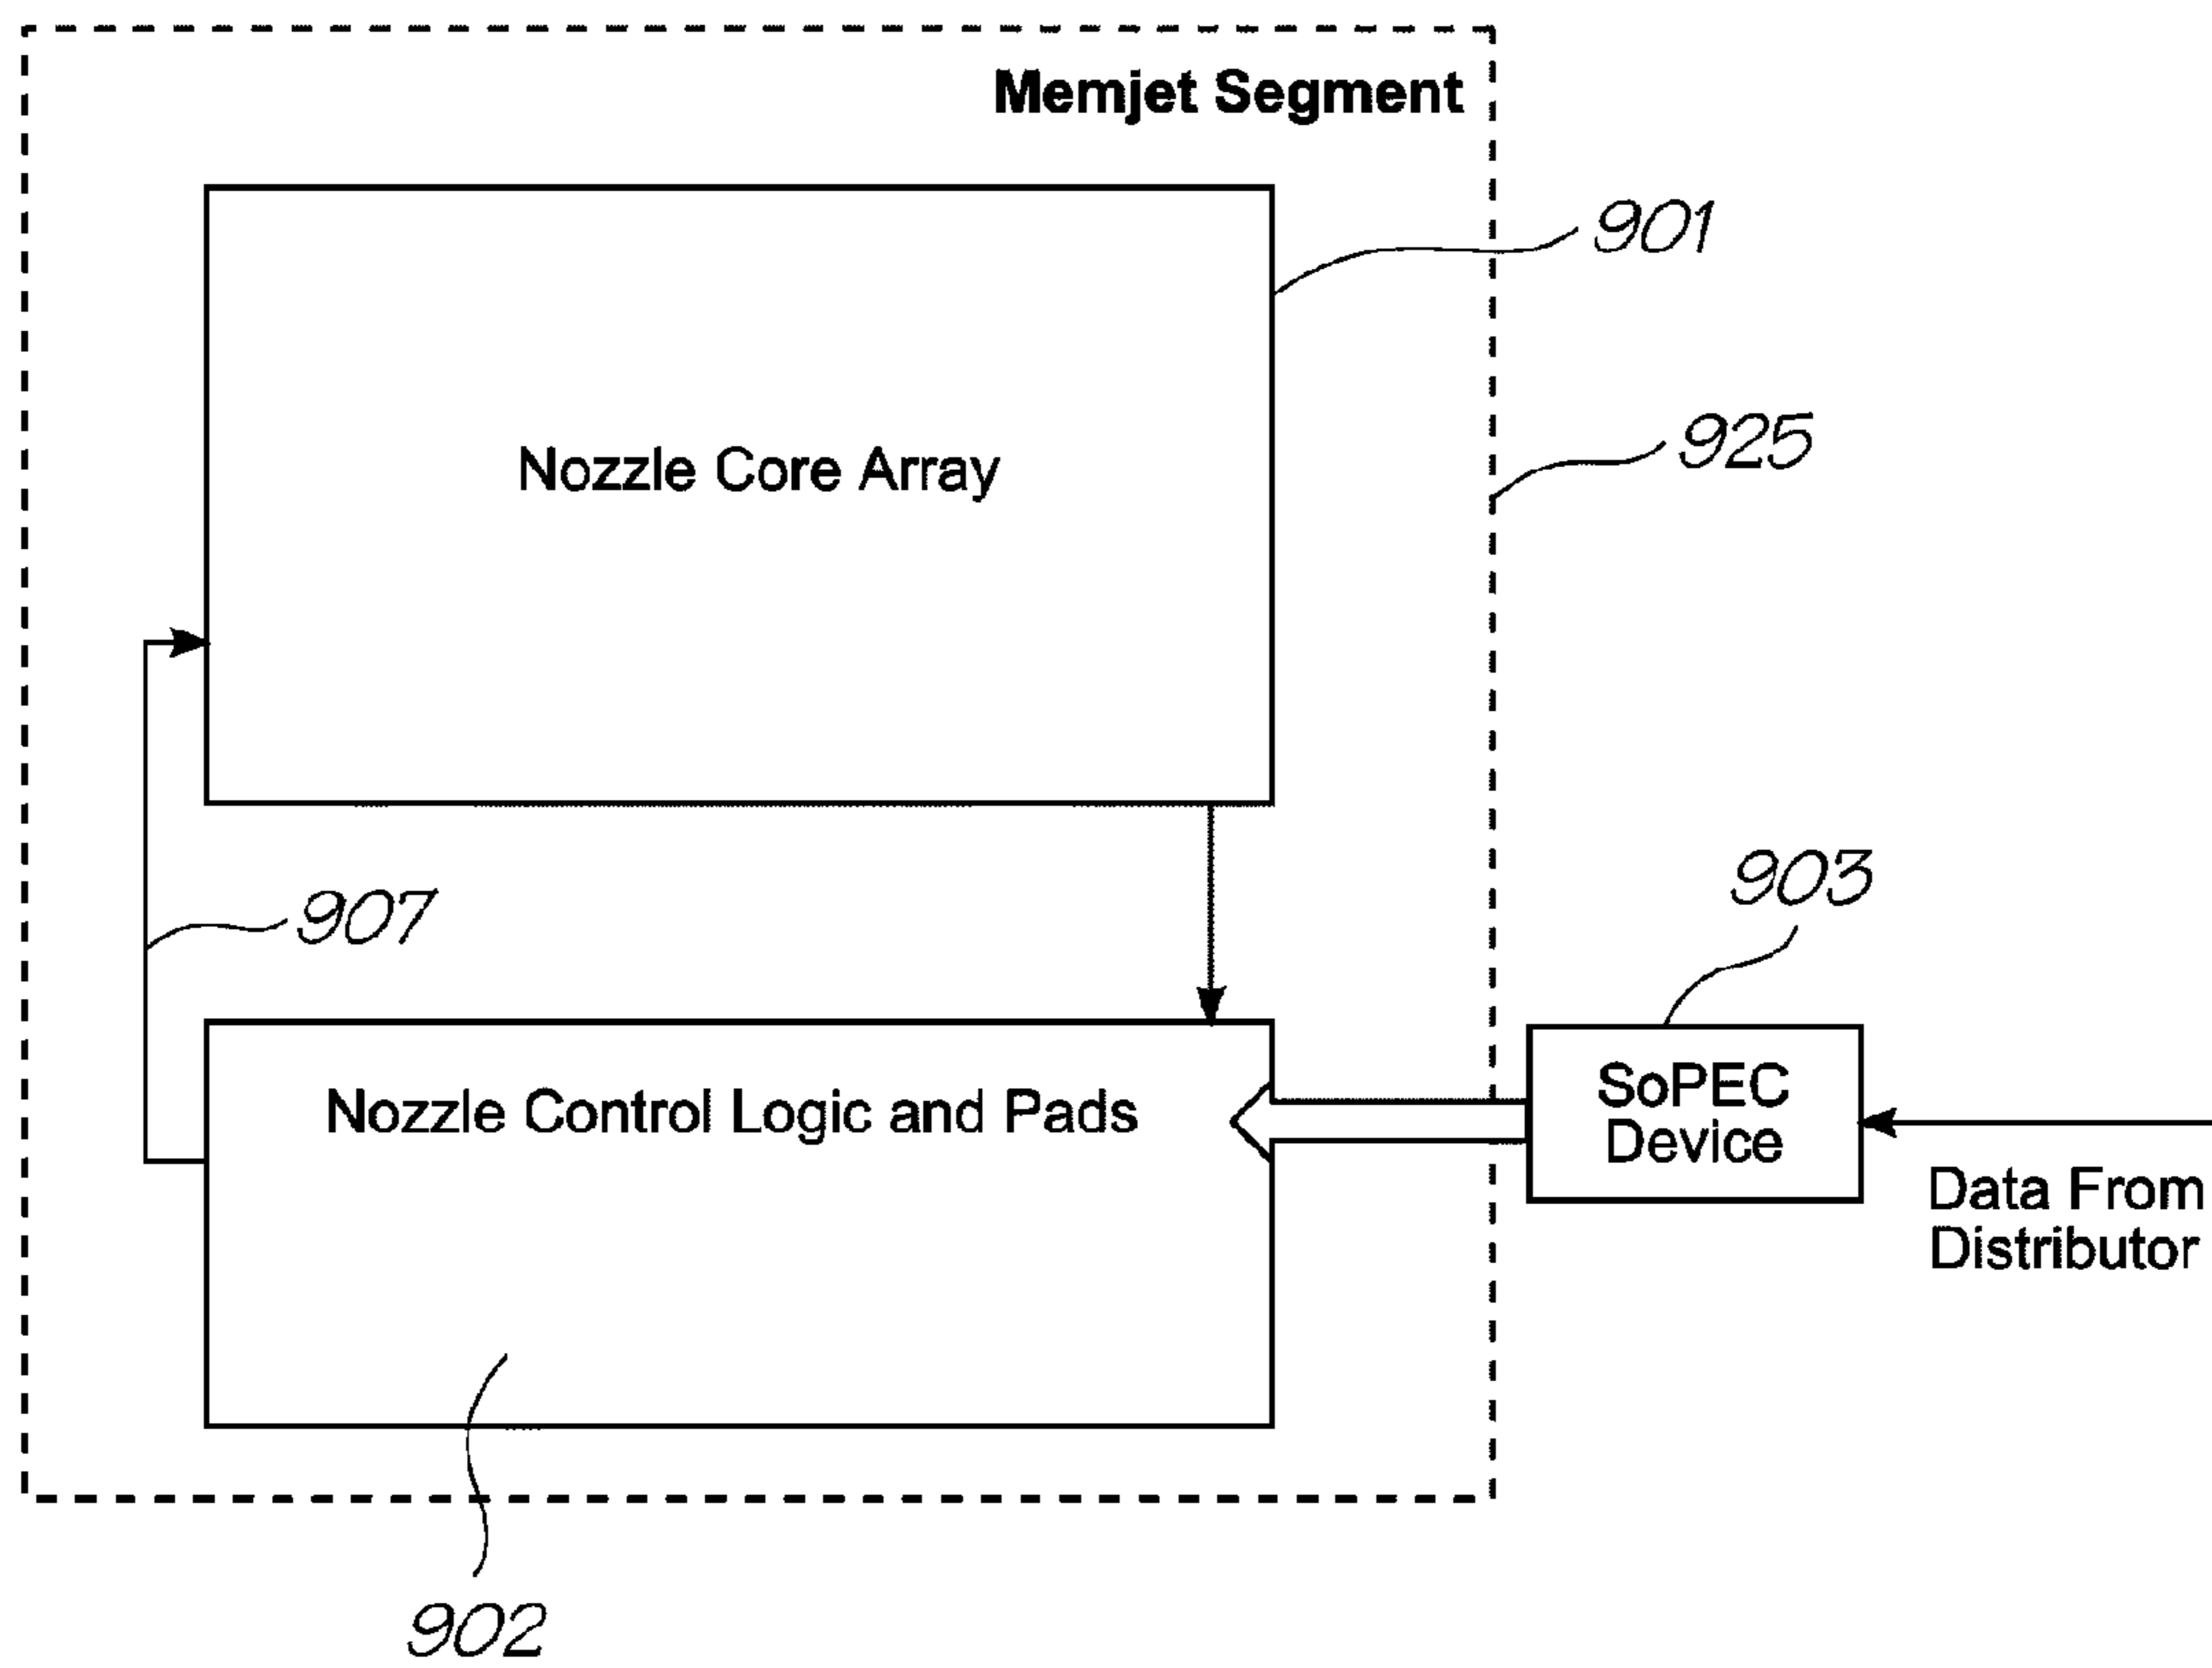 Memjet Segment
901
Nozzle Core Array
925
903
907
SoPEC
Device
Nozzle Control Logic and Pads
Data From
Distributor
902